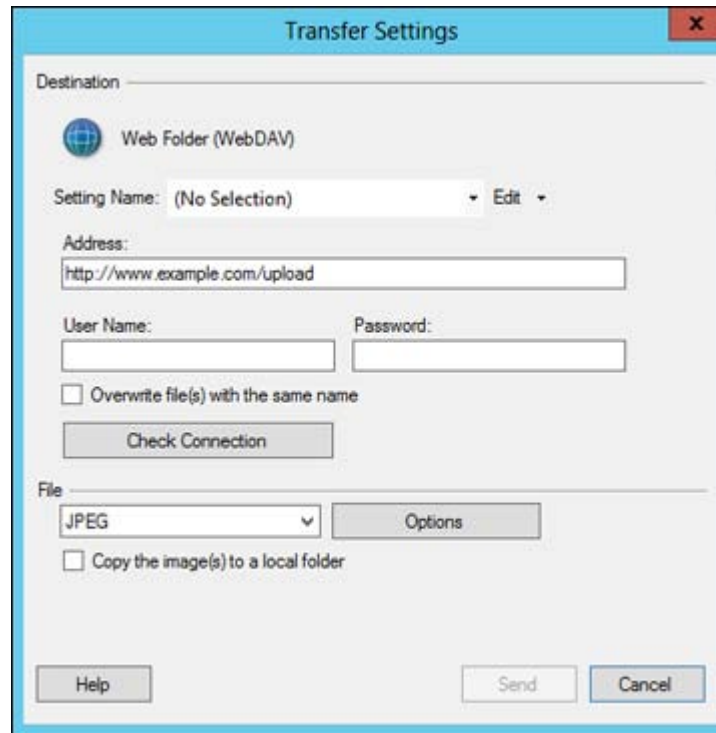 Transfer Settings
x
Destination
Web Folder (WebDAV)
Setting Name: (No Selection) Edit
Address:
http://www.example.com/upload
User Name: Password:
Overwrite file(s) with the same name
Check Connection
File
JPEG Options
Copy the image(s) to a local folder
Help Send Cancel